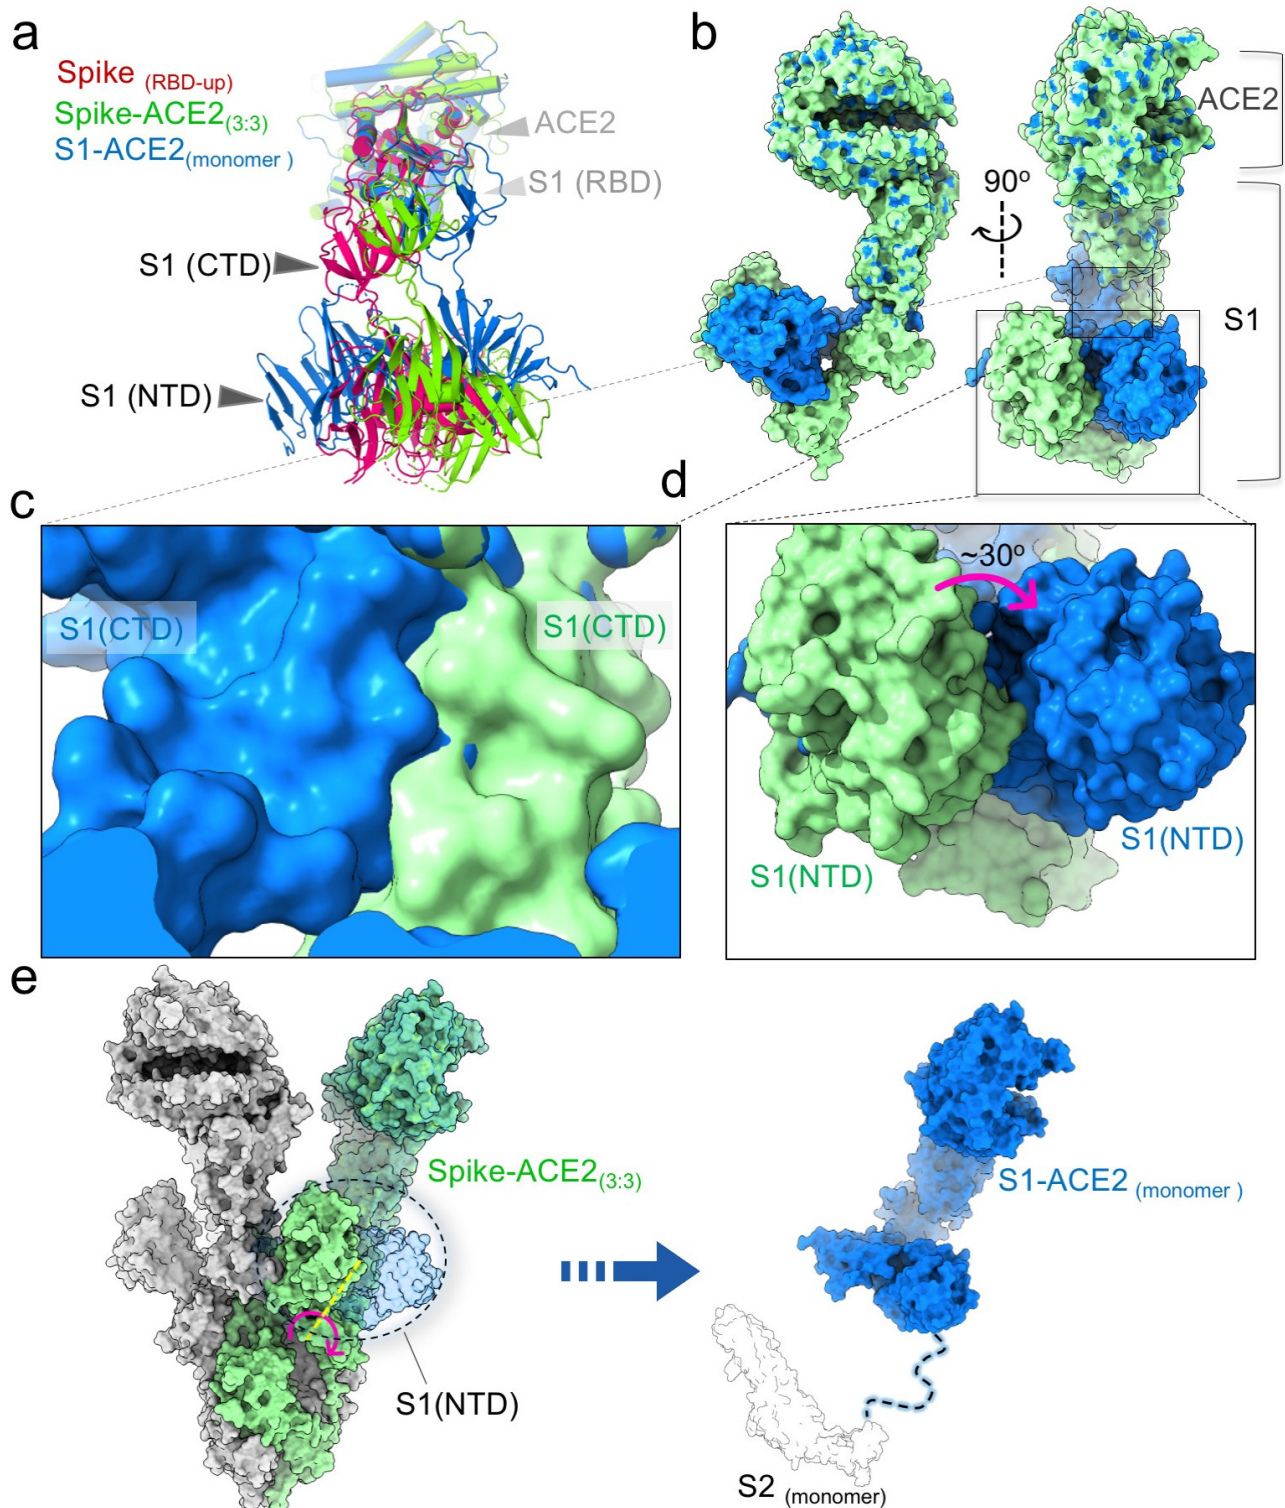 a
Spike (RBD-up)
Spike-ACE2(3:3)
S1-ACE2(monomer )
ACE2
S1 (RBD)
S1 (CTD)
S1 (NTD)
b
90º
ACE2
S1
c
S1(CTD)
S1(CTD)
d
~30º
S1(NTD)
S1(NTD)
e
Spike-ACE2(3:3)
S1(NTD)
S1-ACE2 (monomer )
S2 (monomer)